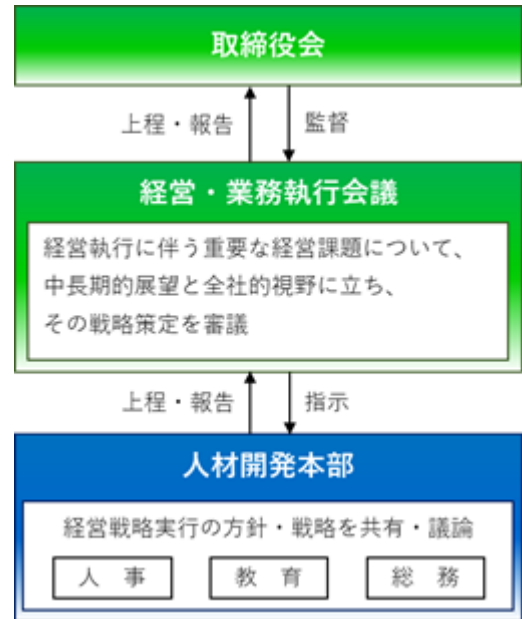 取締役会
上程・報告
監督
経営・業務執行会議
経営執行に伴う重要な経営課題について、
中長期的展望と全社的視野に立ち、
その戦略策定を審議
上程・報告
指示
人材開発本部
経営戦略実行の方針・戦略を共有・議論
人 事
教 育
総 務